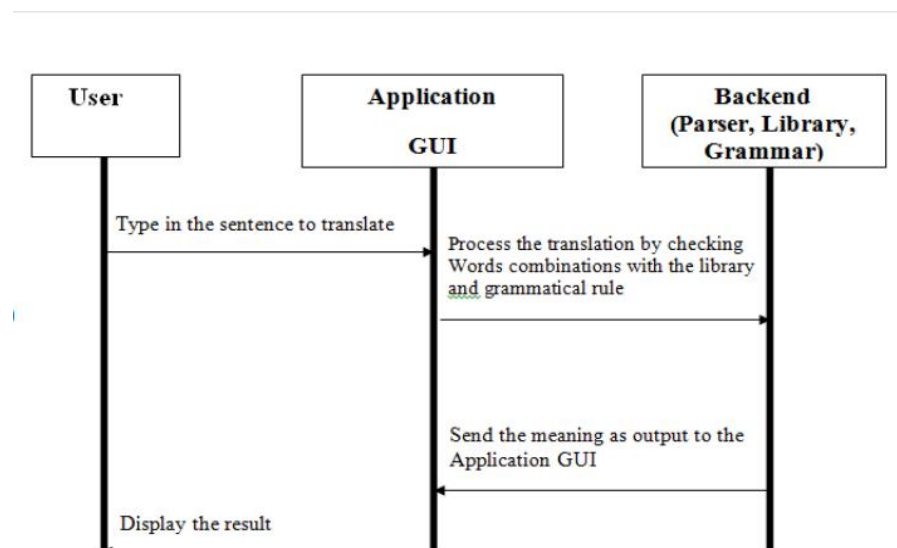 User
Application
GUI
Backend
(Parser, Library,
Grammar)
Type in the sentence to translate
Process the translation by checking
Words combinations with the library
and grammatical rule
Send the meaning as output to the
Application GUI
Display the result